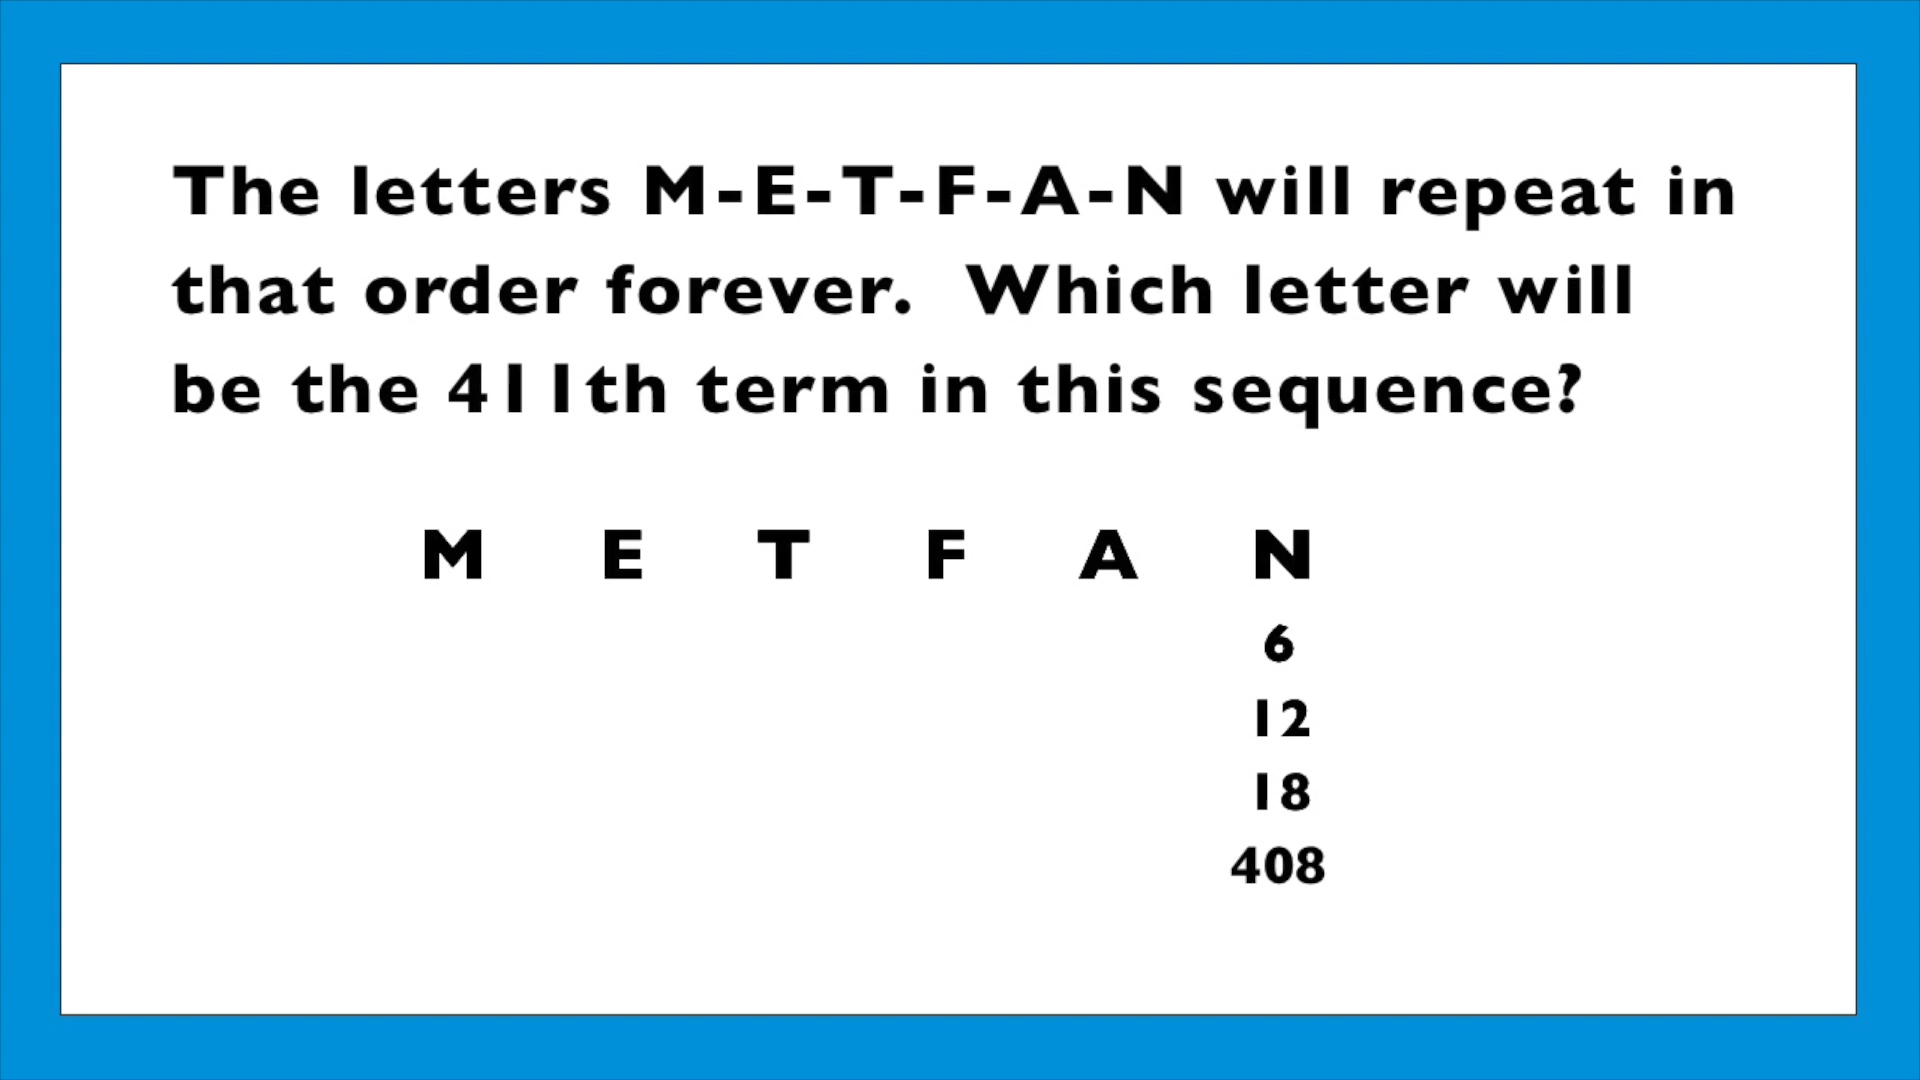 The letters M-E-T-F-A-N will repeat in
that order forever.  Which letter will
be the 411th term in this sequence?
M E T F A N
6
12
18
408